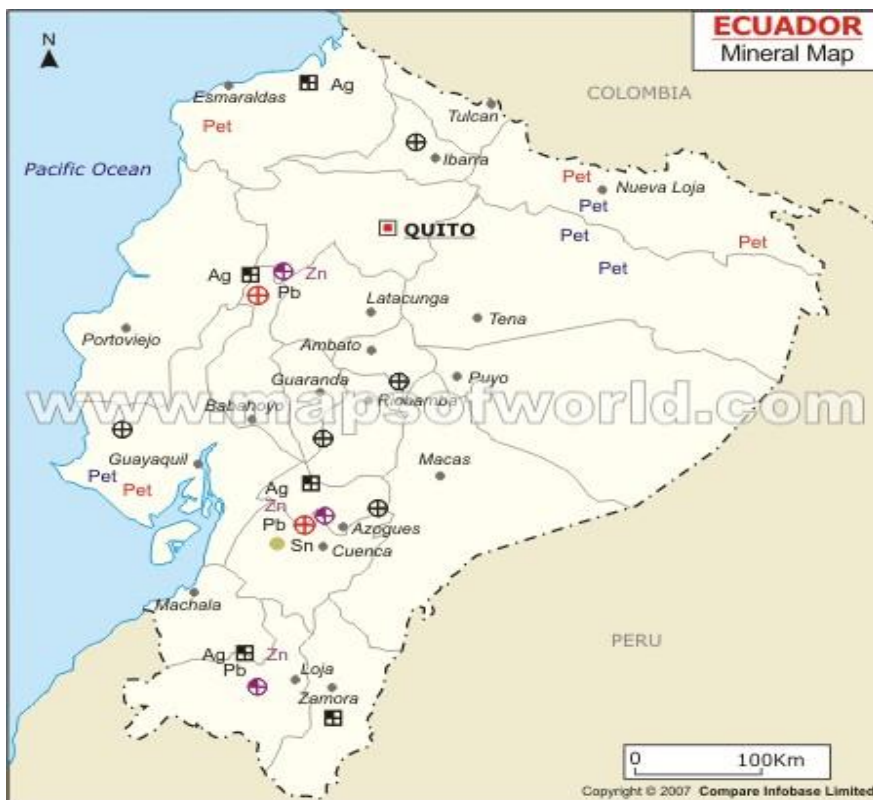 ECUADOR
Mineral Map
N
Esmeraldas
Ag
Pet
COLOMBIA
Tulcan
Ibarra
Pacific Ocean
Pet
Nueva Loja
Pet
QUITO
Pet
Pet
Pet
Ag
Zn
Pb
Latacunga
Tena
Portoviejo
Ambato
Guaranda
Puyo
Riobamba
www.mapsofworld.com
Babahoyo
Guayaquil
Pet
Pet
Macas
Ag
Zn
Pb
Azogues
Sn
Cuenca
Machala
PERU
Ag
Zn
Pb
Loja
Zamora
0 100Km
Copyright © 2007 Compare Infobase Limited